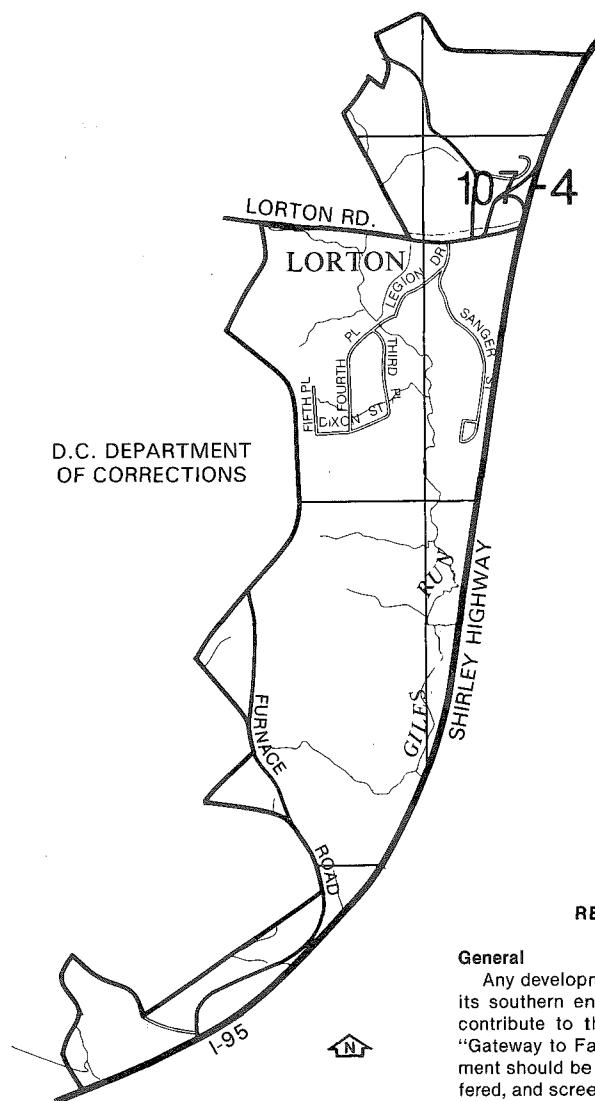 107-4
LORTON RD.
LORTON
LEGION DR
SANGER ST
FOURTH PL
THIRD PL
FIFTH PL
DIXON ST
D.C. DEPARTMENT
OF CORRECTIONS
GILES RUN
SHIRLEY HIGHWAY
FURNACE ROAD
I-95
N
RE
General
Any developm
its southern en
contribute to th
"Gateway to Fa
ment should be
fered, and scree